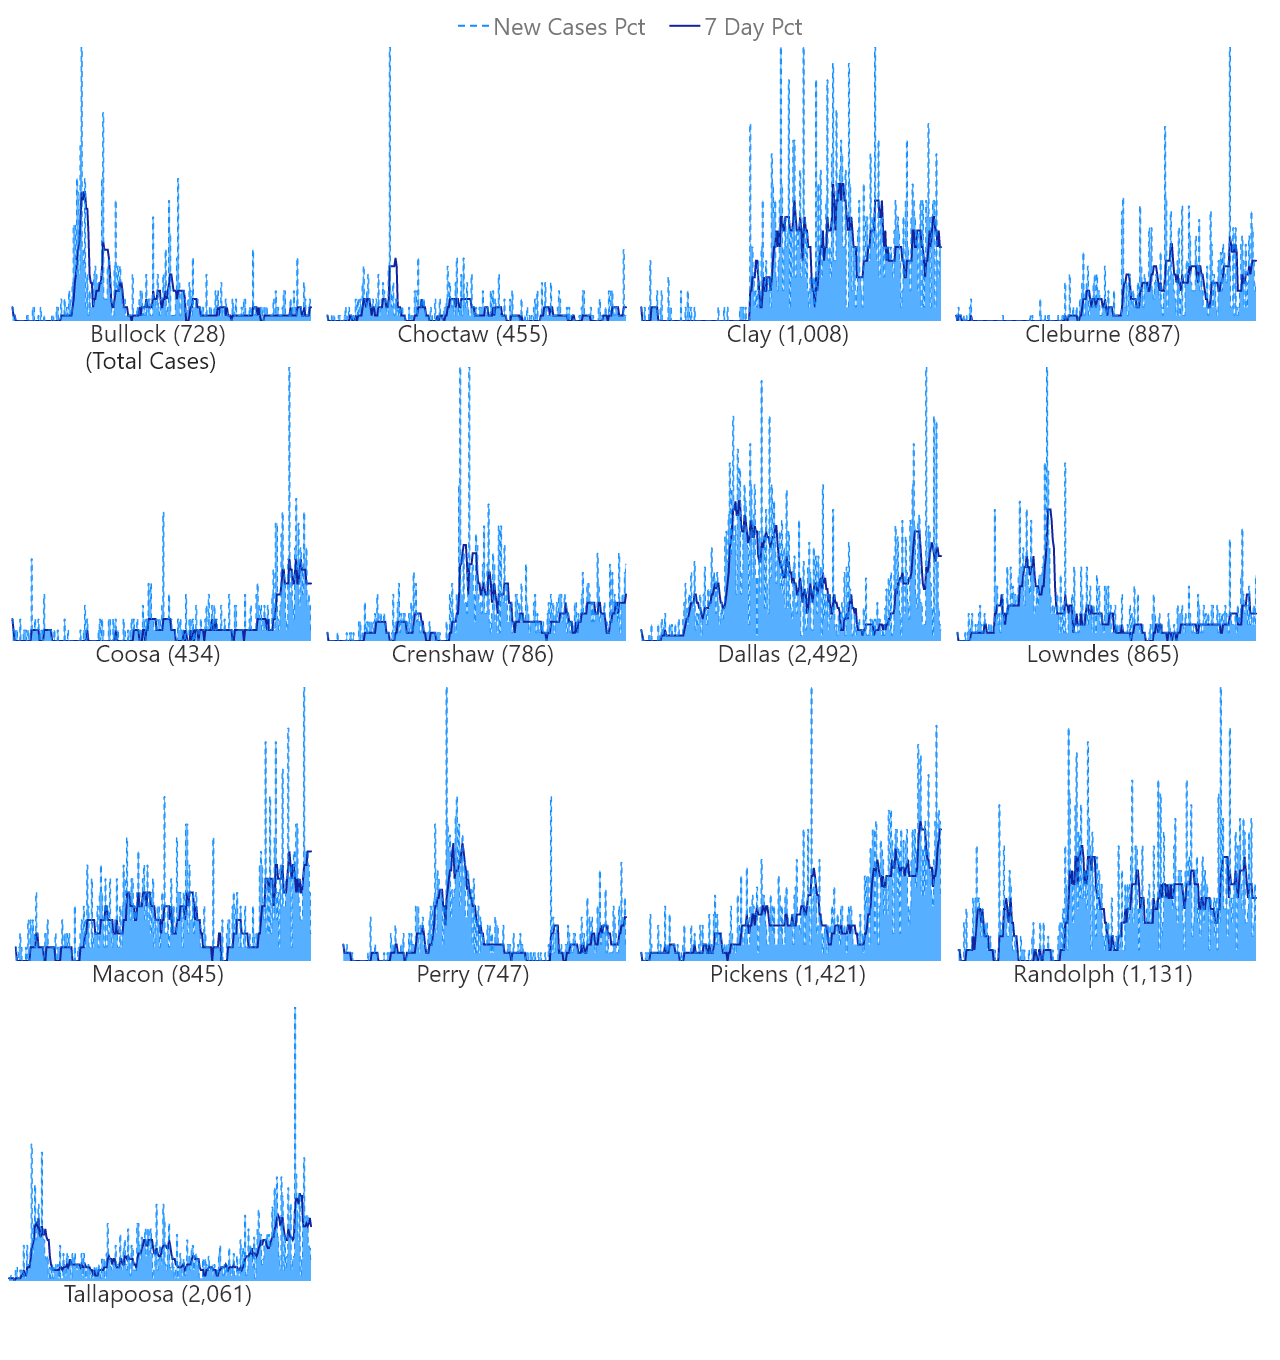 New Cases Pct 7 Day Pct
Bullock (728) Choctaw (455) Clay (1,008) Cleburne (887)
(Total Cases)
Coosa (434) Crenshaw (786) Dallas (2,492) Lowndes (865)
Macon (845) Perry (747) Pickens (1,421) Randolph (1,131)
Tallapoosa (2,061)